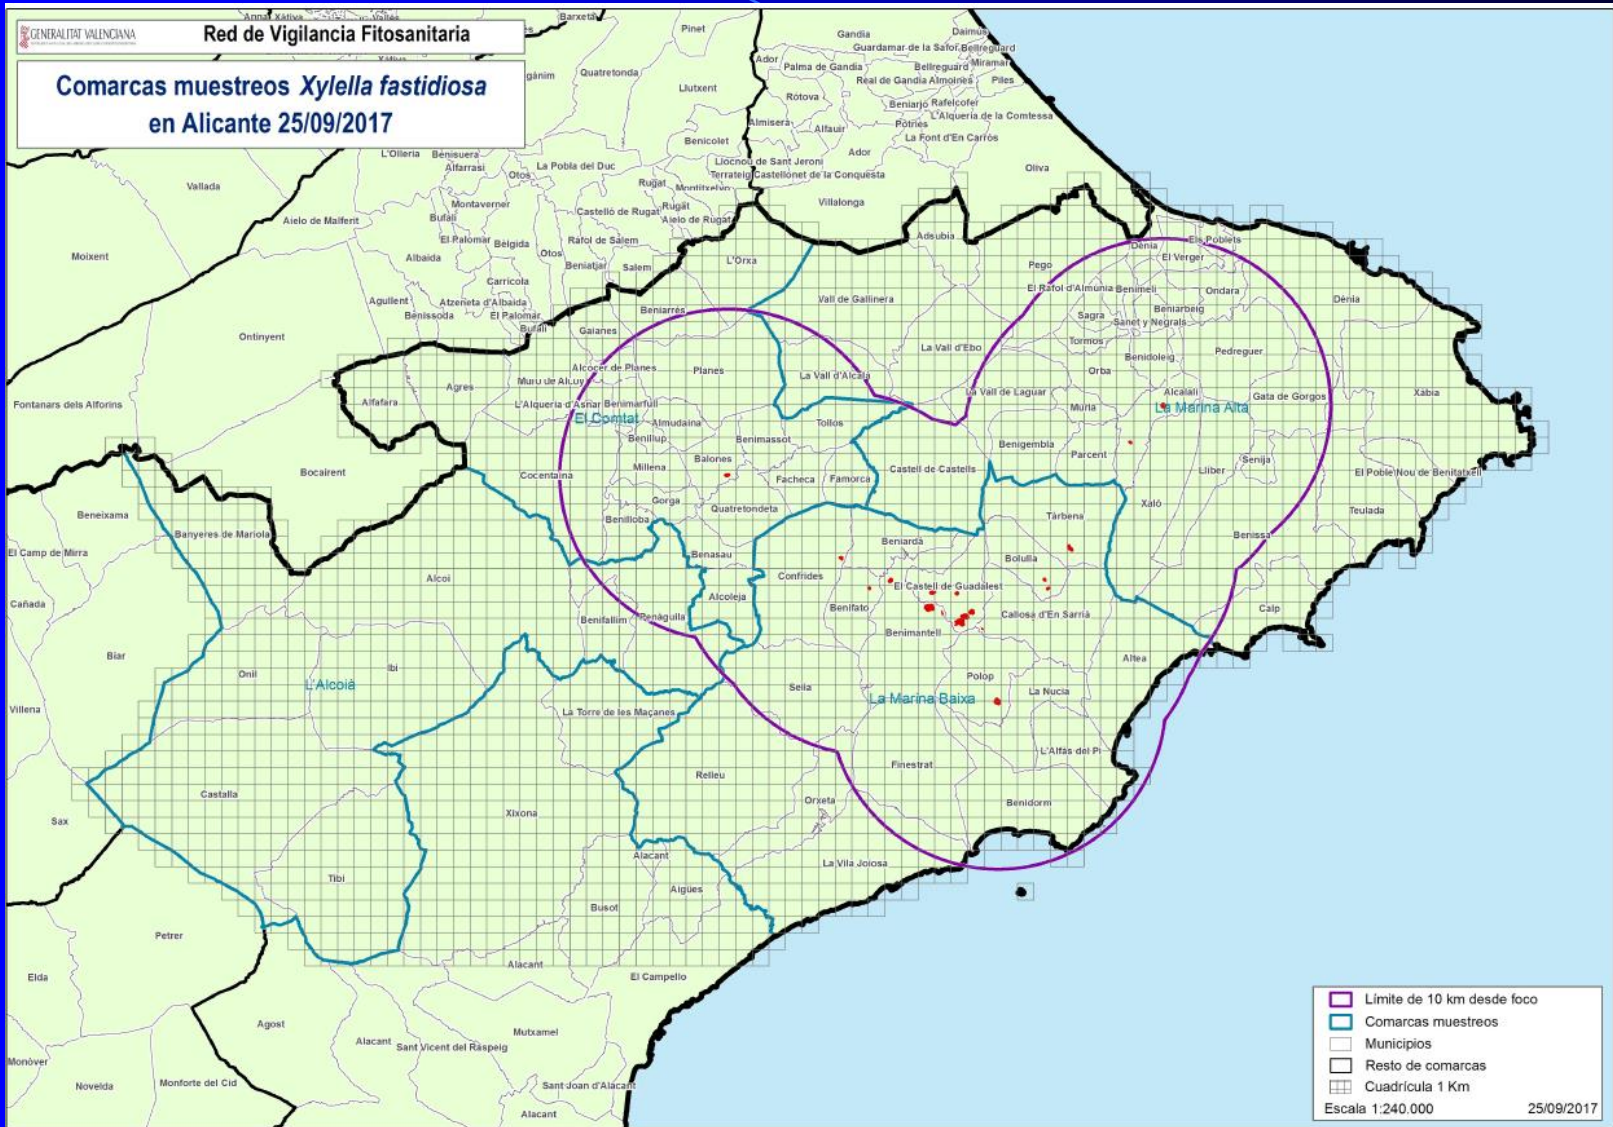 GENERALITAT VALENCIANA
Red de Vigilancia Fitosanitaria
Comarcas muestreos Xylella fastidiosa
en Alicante 25/09/2017
Barxeta
Pinet
Quatretonda
Llutxent
Benicolet
Gandia
Daimús
Guardamar de la Safor
Bellreguard
Ador
Palma de Gandia
Bellreguard
Miramar
Real de Gandia
Almoines
Piles
Rótova
Beniarjó
Rafelcofer
L'Alqueria de la Comtessa
Almiserà
Alfauir
Potries
La Font d'En Carròs
Ador
Llocnou de Sant Jeroni
Terrateig
Castellonet de la Conquesta
Oliva
Villalonga
L'Olleria
Benisuera
Alfarrasí
Otos
La Pobla del Duc
Rugat
Montitxelvo
Vallada
Montaverner
Bufali
Castelló de Rugat
Rugat
Aielo de Rugat
Aielo de Malferit
El Palomar
Bèlgida
Ràfol de Salem
Otos
Moixent
Albaida
Beniatjar
Salem
L'Orxa
Carrícola
Agullent
Atzeneta d'Albaida
Benissoda
El Palomar
Bufali
Ontinyent
Adsubia
Pego
Dénia
Els Poblets
El Verger
Vall de Gallinera
El Ràfol d'Almúnia
Benimeli
Ondara
Dénia
Beniarrés
Gaianes
Sagra
Beniarbeig
Sanet y Negrals
Tormos
La Vall d'Ebo
Benidoleig
Pedreguer
Alcocer de Planes
Planes
La Vall d'Alcalà
Orba
Agres
Muro de Alcoy
Alfafara
L'Alqueria d'Asnar
Benimarfull
La Vall de Laguar
Alcalalí
Gata de Gorgos
Xàbia
Fontanars dels Alforins
El Comtat
Almudaina
Tollos
Murla
La Marina Alta
Benillup
Benimassot
Benigembla
Parcent
Senija
Bocairent
Cocentaina
Millena
Balones
Facheca
Famorca
Castell de Castells
Llíber
El Poble Nou de Benitatxell
Gorga
Quatretondeta
Xaló
Teulada
Beneixama
Banyeres de Mariola
Benilloba
Tàrbena
Benissa
El Camp de Mirra
Benasau
Beniardá
Bolulla
Alcoi
Confrides
El Castell de Guadalest
Cañada
Alcoleja
Benifato
Callosa d'En Sarrià
Calp
Benifallim
Penàguila
Benimantell
Biar
Onil
Ibi
L'Alcoià
Altea
Polop
Sella
La Nucia
La Marina Baixa
Villena
La Torre de les Maçanes
L'Alfàs del Pi
Finestrat
Relleu
Castalla
Orxeta
Benidorm
Sax
Xixona
La Vila Joiosa
Alacant
Tibi
Aigües
Busot
Petrer
Alacant
El Campello
Elda
Agost
Mutxamel
Alacant
Sant Vicent del Raspeig
Monòver
Novelda
Monforte del Cid
Sant Joan d'Alacant
Alacant
Límite de 10 km desde foco
Comarcas muestreos
Municipios
Resto de comarcas
Cuadrícula 1 Km
Escala 1:240.000
25/09/2017